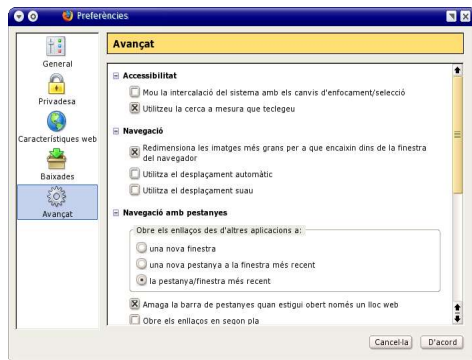 Preferències
General
Privadesa
Característiques web
Baixades
Avançat
Avançat
Accessibilitat
Mou la intercalació del sistema amb els canvis d'enfocament/selecció
Utilitzeu la cerca a mesura que teclegeu
Navegació
Redimensiona les imatges més grans per a que encaixin dins de la finestra
del navegador
Utilitza el desplaçament automàtic
Utilitza el desplaçament suau
Navegació amb pestanyes
Obre els enllaços des d'altres aplicacions a:
una nova finestra
una nova pestanya a la finestra més recent
la pestanya/finestra més recent
Amaga la barra de pestanyes quan estigui obert només un lloc web
Obre els enllaços en segon pla
Cancel·la
D'acord